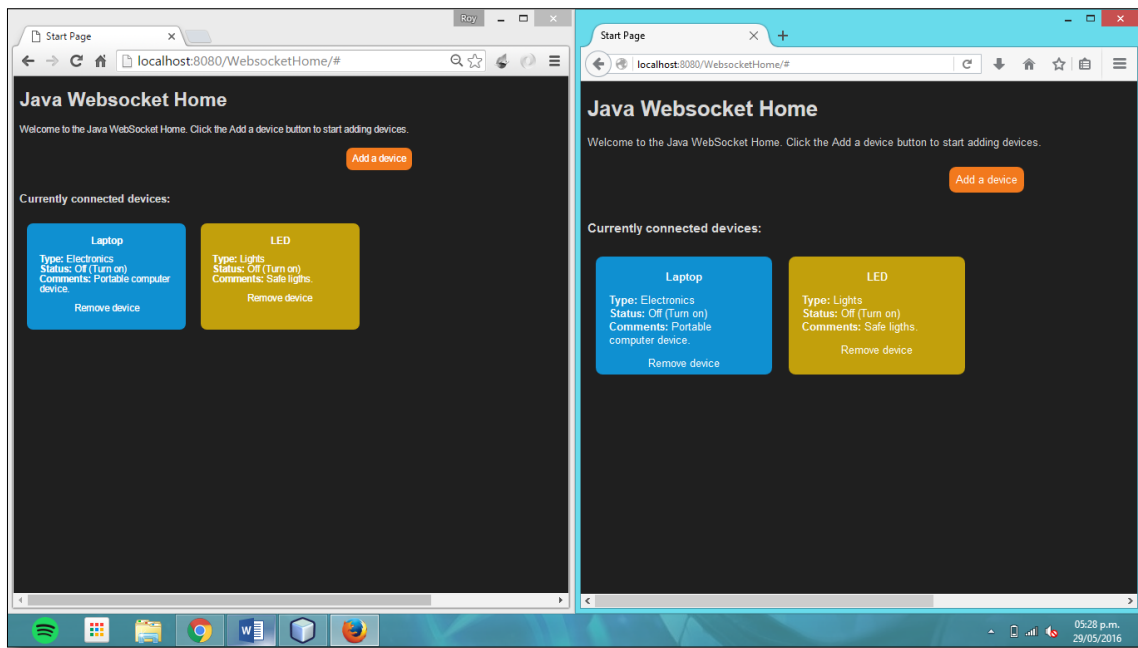 Roy
Start Page
localhost:8080/WebsocketHome/#
Java Websocket Home
Welcome to the Java WebSocket Home. Click the Add a device button to start adding devices.
Add a device
Currently connected devices:
Laptop
Type: Electronics
Status: Off (Turn on)
Comments: Portable computer
device.
Remove device
LED
Type: Lights
Status: Off (Turn on)
Comments: Safe ligths.
Remove device
Start Page
localhost:8080/WebsocketHome/#
Java Websocket Home
Welcome to the Java WebSocket Home. Click the Add a device button to start adding devices.
Add a device
Currently connected devices:
Laptop
Type: Electronics
Status: Off (Turn on)
Comments: Portable
computer device.
Remove device
LED
Type: Lights
Status: Off (Turn on)
Comments: Safe ligths.
Remove device
05:28 p.m.
29/05/2016